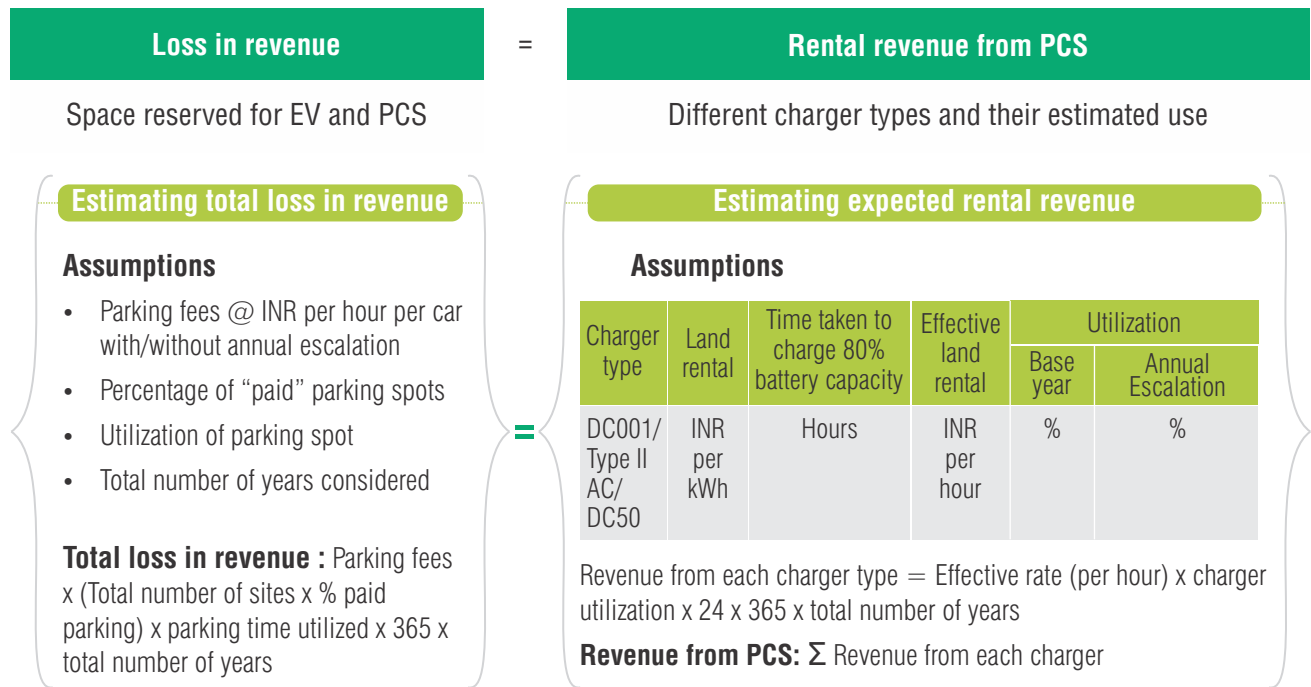 Loss in revenue
=
Rental revenue from PCS
Space reserved for EV and PCS
Different charger types and their estimated use
Estimating total loss in revenue
Assumptions
• Parking fees @ INR per hour per car
with/without annual escalation
• Percentage of “paid” parking spots
• Utilization of parking spot
• Total number of years considered
Total loss in revenue : Parking fees
x (Total number of sites x % paid
parking) x parking time utilized x 365 x
total number of years
=
Estimating expected rental revenue
Assumptions
Charger
type
Land
rental
Time taken to
charge 80%
battery capacity
Effective
land
rental
Utilization
Base
year
Annual
Escalation
DC001/
Type II
AC/
DC50
INR
per
kWh
Hours
INR
per
hour
%
%
Revenue from each charger type = Effective rate (per hour) x charger
utilization x 24 x 365 x total number of years
Revenue from PCS: Σ Revenue from each charger